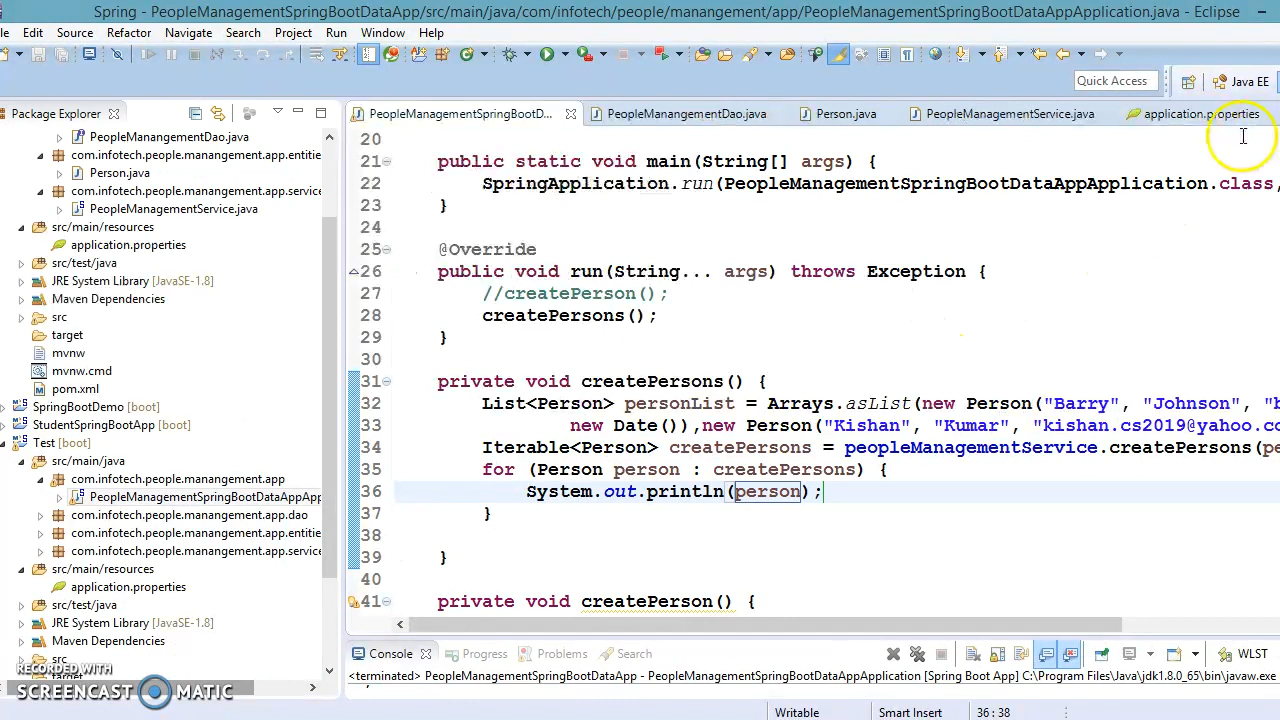 Spring - PeopleManagementSpringBootDataApp/src/main/java/com/infotech/people/manangement/app/PeopleManagementSpringBootDataAppApplication.java - Eclipse
Edit Source Refactor Navigate Search Project Run Window Help
Quick Access
Java EE
Package Explorer
PeopleManagementSpringBootD...
PeopleManangementDao.java
Person.java
PeopleManagementService.java
application.properties
PeopleManangementDao.java
com.infotech.people.manangement.app.entitie
Person.java
com.infotech.people.manangement.app.service
PeopleManagementService.java
src/main/resources
application.properties
src/test/java
JRE System Library [JavaSE-1.8]
Maven Dependencies
src
target
mvnw
mvnw.cmd
pom.xml
SpringBootDemo [boot]
StudentSpringBootApp [boot]
Test [boot]
src/main/java
com.infotech.people.manangement.app
PeopleManagementSpringBootDataAppApp
com.infotech.people.manangement.app.dao
com.infotech.people.manangement.app.entitie
com.infotech.people.manangement.app.service
src/main/resources
application.properties
src/test/java
JRE System Library [JavaSE-1.8]
Maven Dependencies
src
target
20
21 public static void main(String[] args) {
22 SpringApplication.run(PeopleManagementSpringBootDataAppApplication.class,
23 }
24
25 @Override
26 public void run(String... args) throws Exception {
27 //createPerson();
28 createPersons();
29 }
30
31 private void createPersons() {
32 List<Person> personList = Arrays.asList(new Person("Barry", "Johnson", "b
33 new Date()),new Person("Kishan", "Kumar", "kishan.cs2019@yahoo.co
34 Iterable<Person> createPersons = peopleManagementService.createPersons(pe
35 for (Person person : createPersons) {
36 System.out.println(person);
37 }
38
39 }
40
41 private void createPerson() {
Console Progress Problems Search
WLST
<terminated> PeopleManagementSpringBootDataApp - PeopleManagementSpringBootDataAppApplication [Spring Boot App] C:\Program Files\Java\jdk1.8.0_65\bin\javaw.exe
Writable Smart Insert 36 : 38
RECORDED WITH
SCREENCAST MATIC